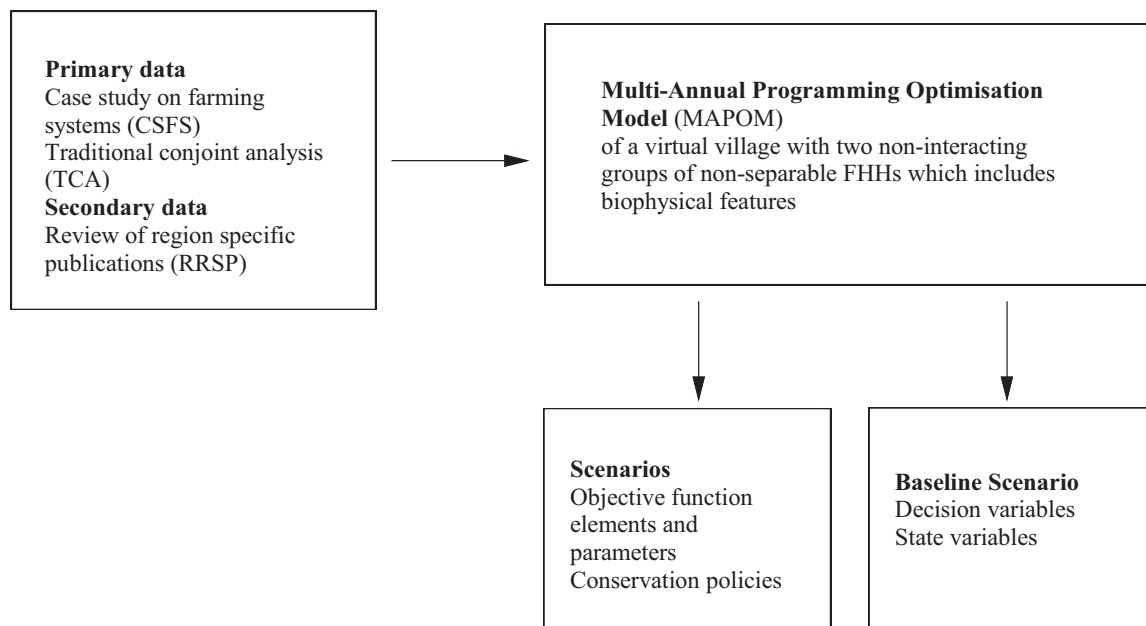 Primary data
Case study on farming
systems (CSFS)
Traditional conjoint analysis
(TCA)
Secondary data
Review of region specific
publications (RRSP)
Multi-Annual Programming Optimisation
Model (MAPOM)
of a virtual village with two non-interacting
groups of non-separable FHHs which includes
biophysical features
Scenarios
Objective function
elements and
parameters
Conservation policies
Baseline Scenario
Decision variables
State variables